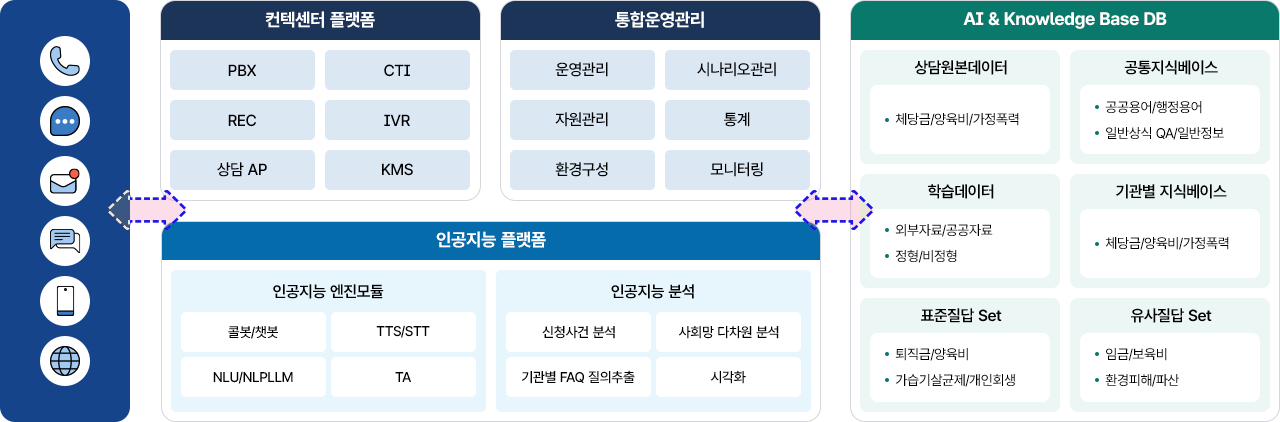 컨텍센터 플랫폼
PBX
CTI
REC
IVR
상담 AP
KMS
통합운영관리
운영관리
시나리오관리
자원관리
통계
환경구성
모니터링
인공지능 플랫폼
인공지능 엔진모듈
콜봇/챗봇
TTS/STT
NLU/NLPLLM
TA
인공지능 분석
신청사건 분석
사회망 다차원 분석
기관별 FAQ 질의추출
시각화
AI & Knowledge Base DB
상담원본데이터
• 체당금/양육비/가정폭력
공통지식베이스
• 공공용어/행정용어
• 일반상식 QA/일반정보
학습데이터
• 외부자료/공공자료
• 정형/비정형
기관별 지식베이스
• 체당금/양육비/가정폭력
표준질답 Set
• 퇴직금/양육비
• 가습기살균제/개인회생
유사질답 Set
• 임금/보육비
• 환경피해/파산